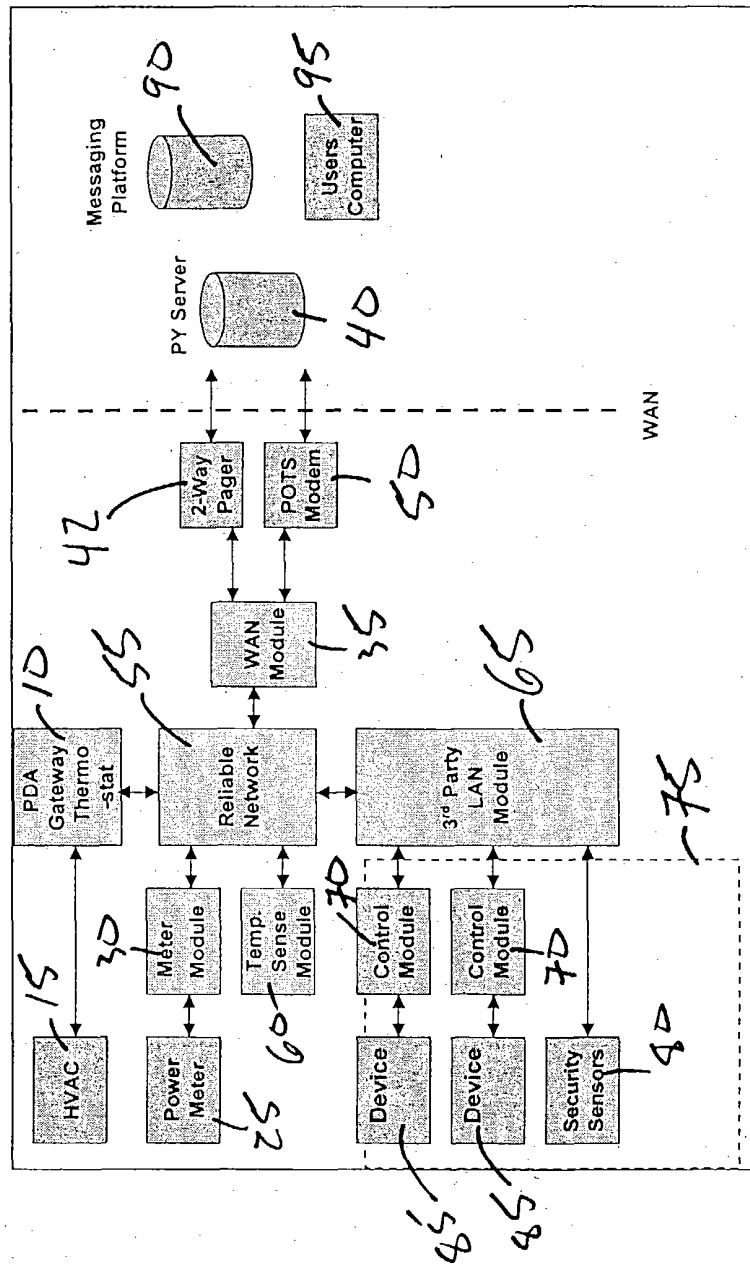 HVAC
15
PDA
Gateway
Thermo
-stat
10
Power
Meter
25
Meter
Module
30
Temp.
Sense
Module
60
Reliable
Network
55
WAN
Module
35
2-Way
Pager
42
POTS
Modem
50
PY Server
40
Messaging
Platform
90
Users
Computer
95
WAN
Device
85
Control
Module
70
Device
85
Control
Module
70
Security
Sensors
80
3rd Party
LAN
Module
65
75